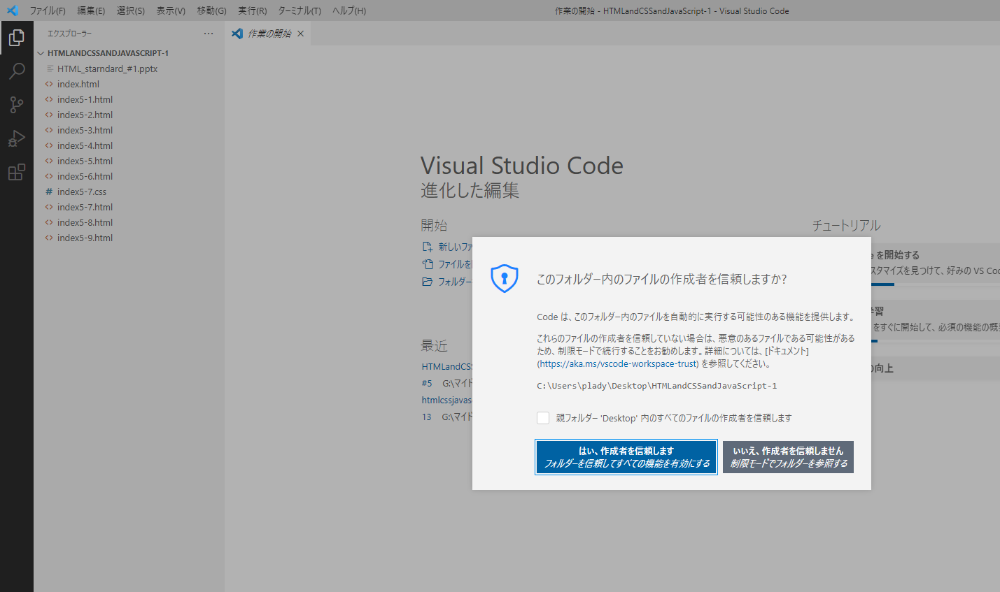 ファイル(F) 編集(E) 選択(S) 表示(V) 移動(G) 実行(R) ターミナル(T) ヘルプ(H)
作業の開始 - HTMLandCSSandJavaScript-1 - Visual Studio Code
エクスプローラー
作業の開始
HTMLANDCSSANDJAVASCRIPT-1
HTML_starndard_#1.pptx
index.html
index5-1.html
index5-2.html
index5-3.html
index5-4.html
index5-5.html
index5-6.html
index5-7.css
index5-7.html
index5-8.html
index5-9.html
Visual Studio Code
進化した編集
開始
新しいファ
ファイルを
フォルダー
最近
HTMLandCS
#5 G:\マイド
htmlcssjavas
13 G:\マイド
チュートリアル
を開始する
スタマイズを見つけて、好みの VS Co
学習
をすぐに開始して、必須の機能の概
の向上
このフォルダー内のファイルの作成者を信頼しますか?
Code は、このフォルダー内のファイルを自動的に実行する可能性のある機能を提供します。
これらのファイルの作成者を信頼していない場合は、悪意のあるファイルである可能性がある
ため、制限モードで続行することをお勧めします。詳細については、[ドキュメント]
(https://aka.ms/vscode-workspace-trust) を参照してください。
C:\Users\plady\Desktop\HTMLandCSSandJavaScript-1
親フォルダー 'Desktop' 内のすべてのファイルの作成者を信頼します
はい、作成者を信頼します
フォルダーを信頼してすべての機能を有効にする
いいえ、作成者を信頼しません
制限モードでフォルダーを参照する